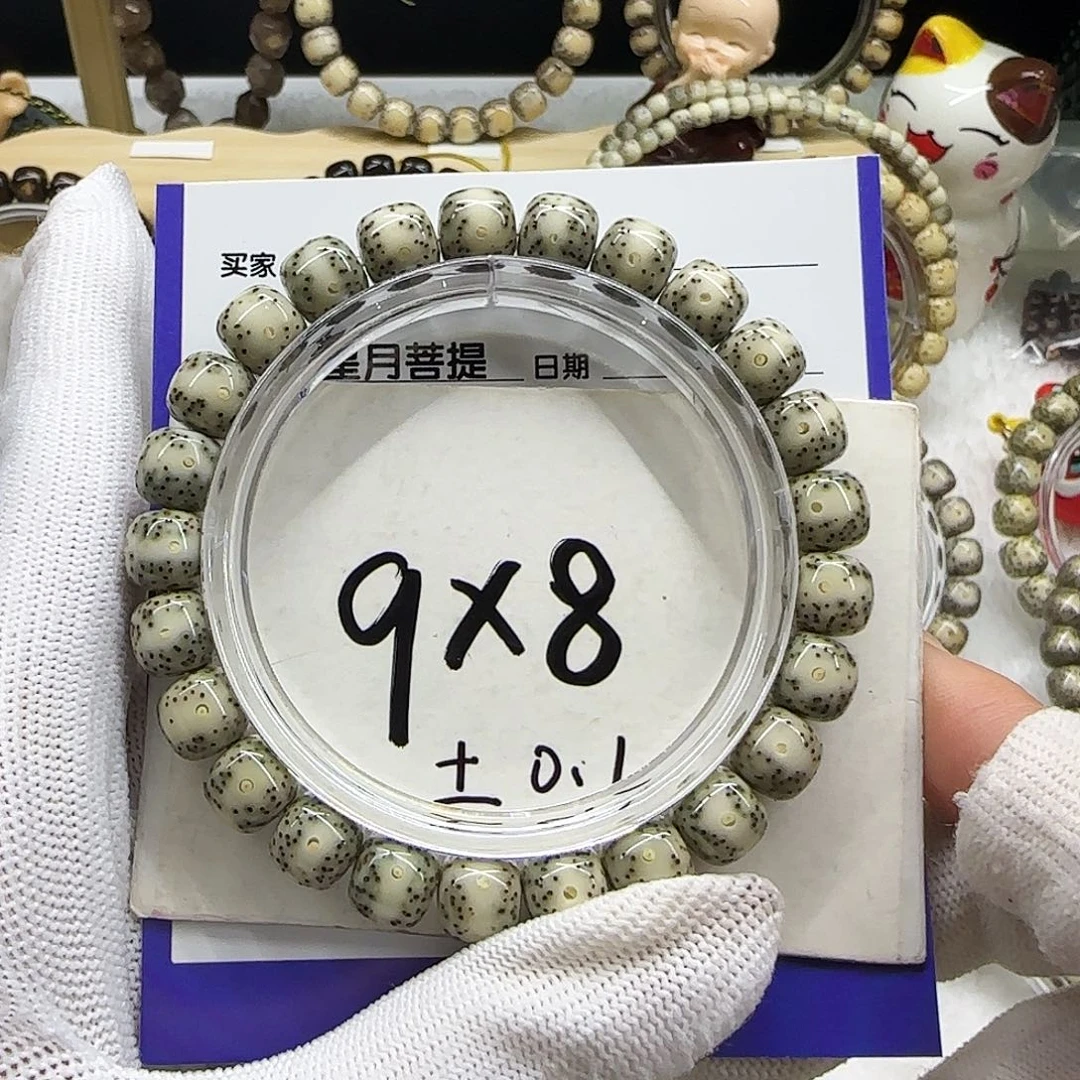 买家
星月菩提 日期
9x8
± 0.1